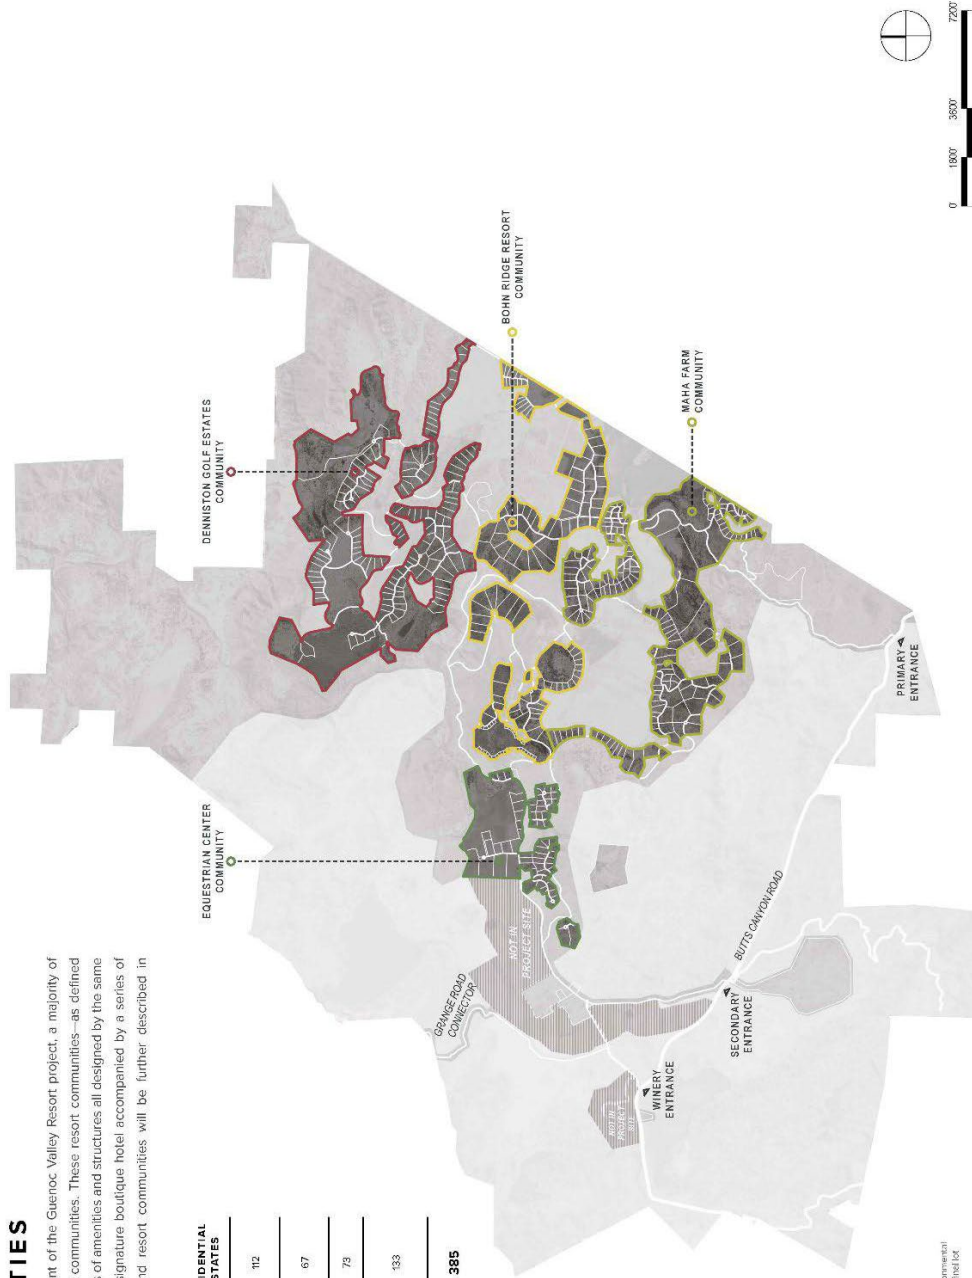 TIES
nt of the Guenoc Valley Resort project, a majority of
communities. These resort communities—as defined
s of amenities and structures all designed by the same
signature boutique hotel accompanied by a series of
nd resort communities will be further described in
IDENTIAL
STATES
112
67
73
133
385
EQUESTRIAN CENTER
COMMUNITY
DENNISTON GOLF ESTATES
COMMUNITY
BOHN RIDGE RESORT
COMMUNITY
MAHA FARM
COMMUNITY
GRANGE ROAD
CONNECTOR
NOT IN
PROJECT SITE
NOT IN
PROJECT
SITE
WINERY
ENTRANCE
SECONDARY
ENTRANCE
BUTTS CANYON ROAD
PRIMARY
ENTRANCE
0' 1800' 3600' 7200'